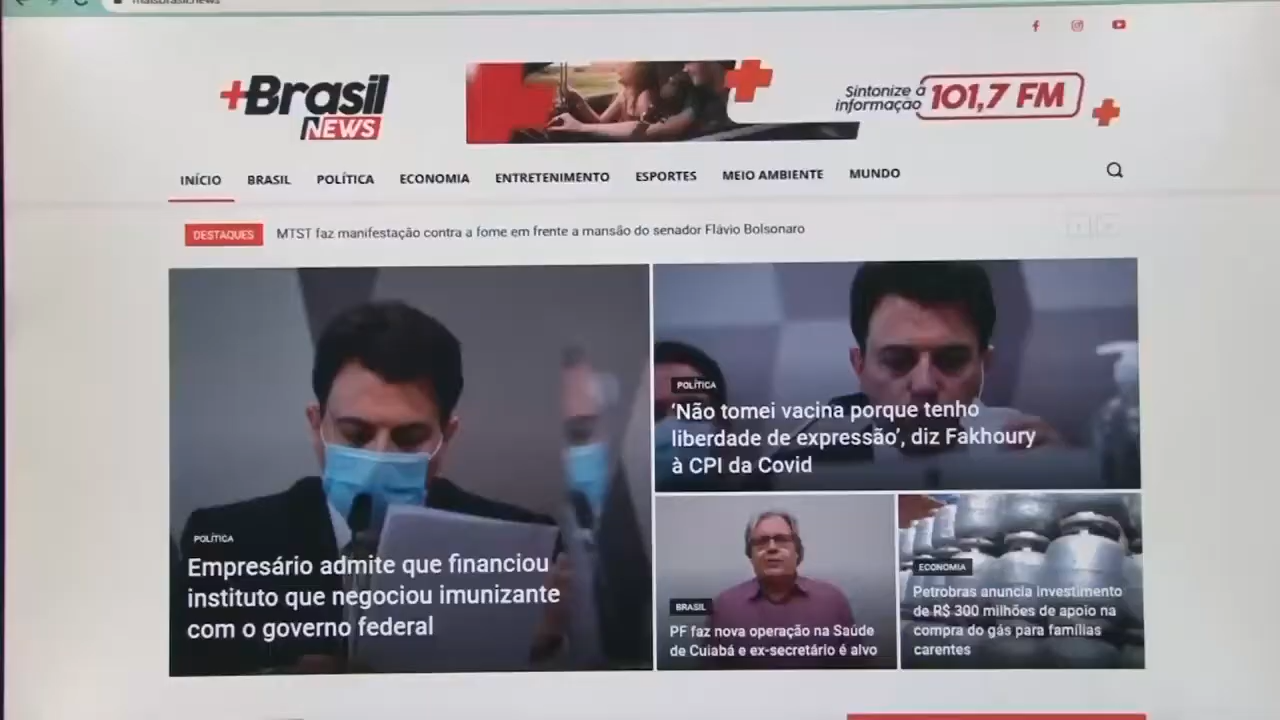 maisbrasil.news
+Brasil
NEWS
Sintonize a
informação
101,7 FM
INÍCIO BRASIL POLÍTICA ECONOMIA ENTRETENIMENTO ESPORTES MEIO AMBIENTE MUNDO
DESTAQUES MTST faz manifestação contra a fome em frente a mansão do senador Flávio Bolsonaro
POLÍTICA
Empresário admite que financiou
instituto que negociou imunizante
com o governo federal
POLÍTICA
'Não tomei vacina porque tenho
liberdade de expressão', diz Fakhoury
à CPI da Covid
BRASIL
PF faz nova operação na Saúde
de Cuiabá e ex-secretário é alvo
ECONOMIA
Petrobras anuncia investimento
de R$ 300 milhões de apoio na
compra do gás para famílias
carentes